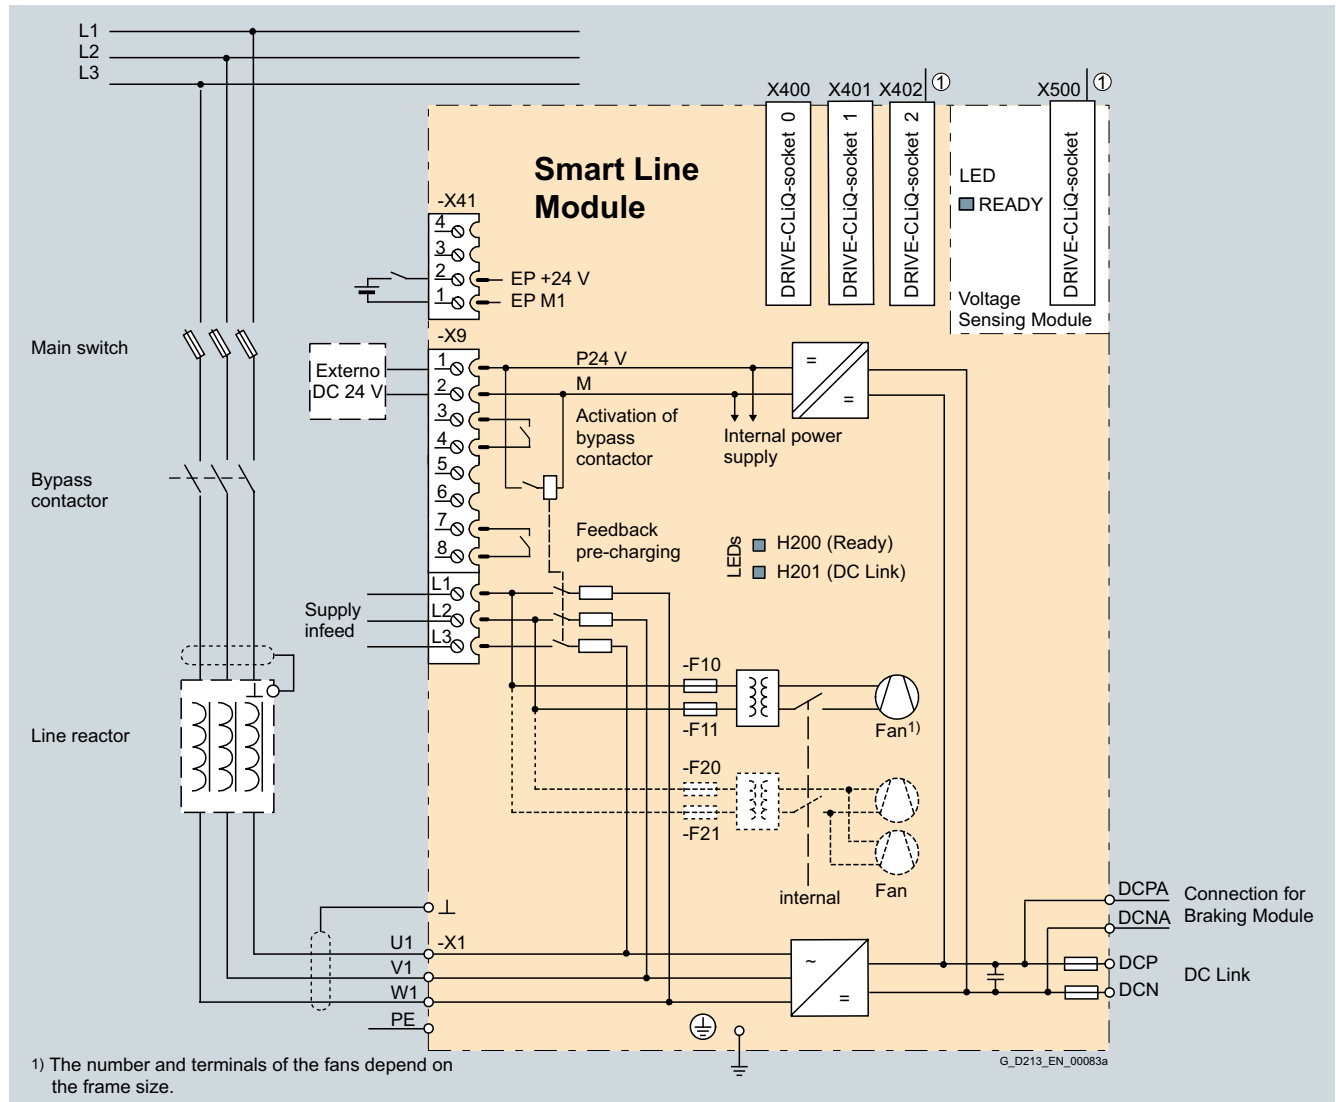 L1
L2
L3
X400
X401
X402
①
X500
①
DRIVE-CLiQ-socket 0
DRIVE-CLiQ-socket 1
DRIVE-CLiQ-socket 2
DRIVE-CLiQ-socket
Smart Line
Module
LED
READY
Voltage
Sensing Module
-X41
4
3
2
1
EP +24 V
EP M1
Main switch
-X9
Externo
DC 24 V
1
2
3
4
5
6
7
8
P24 V
M
=
=
Activation of
bypass
contactor
Internal power
supply
Bypass
contactor
Feedback
pre-charging
LEDs
H200 (Ready)
H201 (DC Link)
Supply
infeed
L1
L2
L3
-F10
-F11
Fan1)
Line reactor
-F20
-F21
Fan
internal
DCPA
DCNA
Connection for
Braking Module
U1
-X1
V1
W1
PE
~
=
DCP
DCN
DC Link
G_D213_EN_00083a
1) The number and terminals of the fans depend on
the frame size.